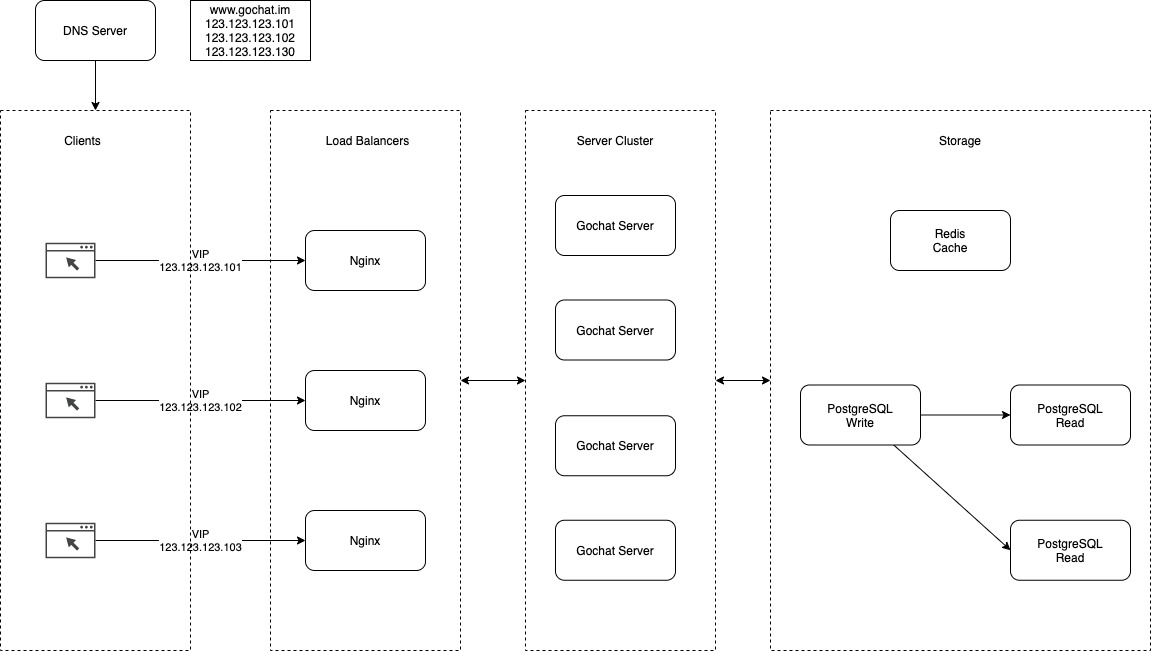 DNS Server
www.gochat.im
123.123.123.101
123.123.123.102
123.123.123.130
Clients
Load Balancers
Server Cluster
Storage
VIP
123.123.123.101
Nginx
Gochat Server
Redis
Cache
Gochat Server
VIP
123.123.123.102
Nginx
PostgreSQL
Write
PostgreSQL
Read
Gochat Server
VIP
123.123.123.103
Nginx
Gochat Server
PostgreSQL
Read